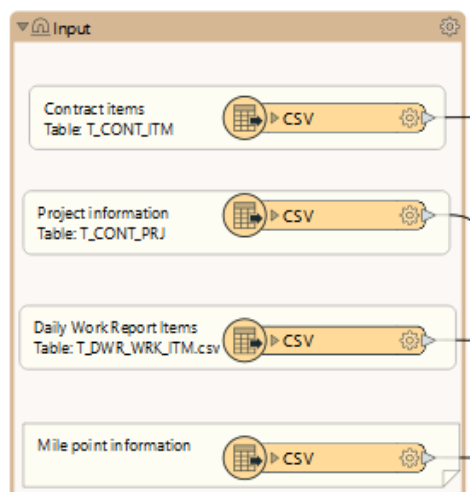 Input
Contract items
Table: T_CONT_ITM
CSV
Project information
Table: T_CONT_PRJ
CSV
Daily Work Report Items
Table: T_DWR_WRK_ITM.csv
CSV
Mile point information
CSV